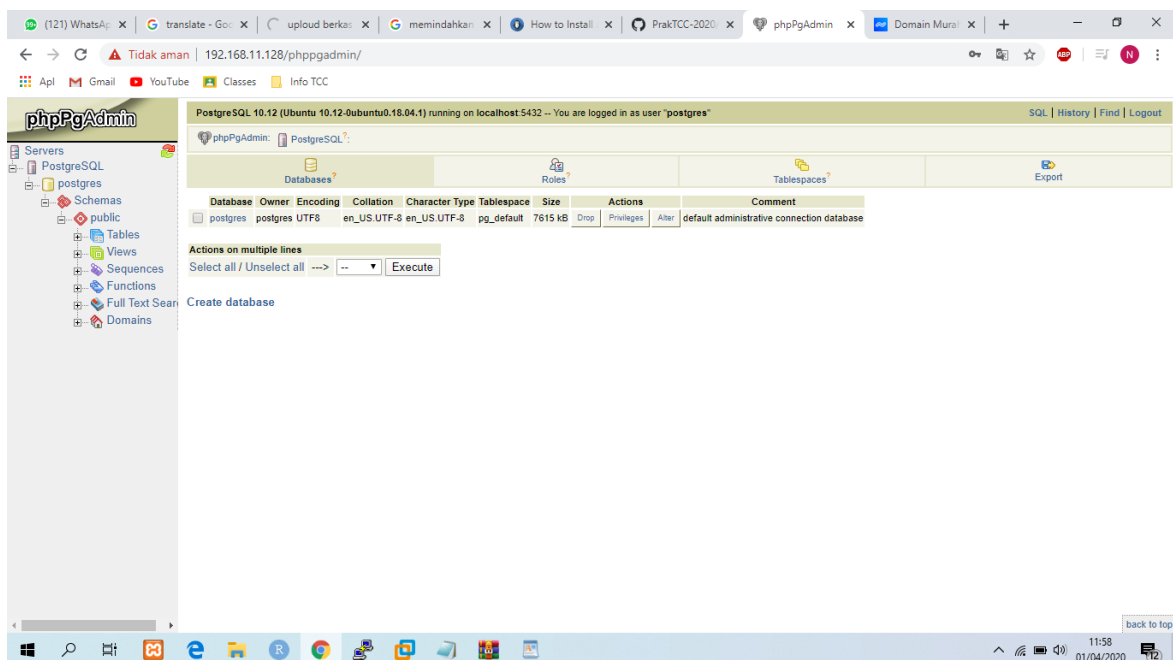 (121) WhatsAp
translate - Goo
uploud berkas
memindahkan
How to Install
PrakTCC-2020
phpPgAdmin
Domain Mural
Tidak aman | 192.168.11.128/phppgadmin/
ABP
N
Apl Gmail YouTube Classes Info TCC
phpPgAdmin
PostgreSQL 10.12 (Ubuntu 10.12-0ubuntu0.18.04.1) running on localhost:5432 -- You are logged in as user "postgres"
SQL | History | Find | Logout
phpPgAdmin: PostgreSQL?:
Servers
PostgreSQL
postgres
Schemas
public
Tables
Views
Sequences
Functions
Full Text Sear
Domains
Databases? Roles? Tablespaces? Export
Database Owner Encoding Collation Character Type Tablespace Size Actions Comment
postgres postgres UTF8 en_US.UTF-8 en_US.UTF-8 pg_default 7615 kB Drop Privileges Alter default administrative connection database
Actions on multiple lines
Select all / Unselect all ---> -- Execute
Create database
back to top
11:58
01/04/2020
12